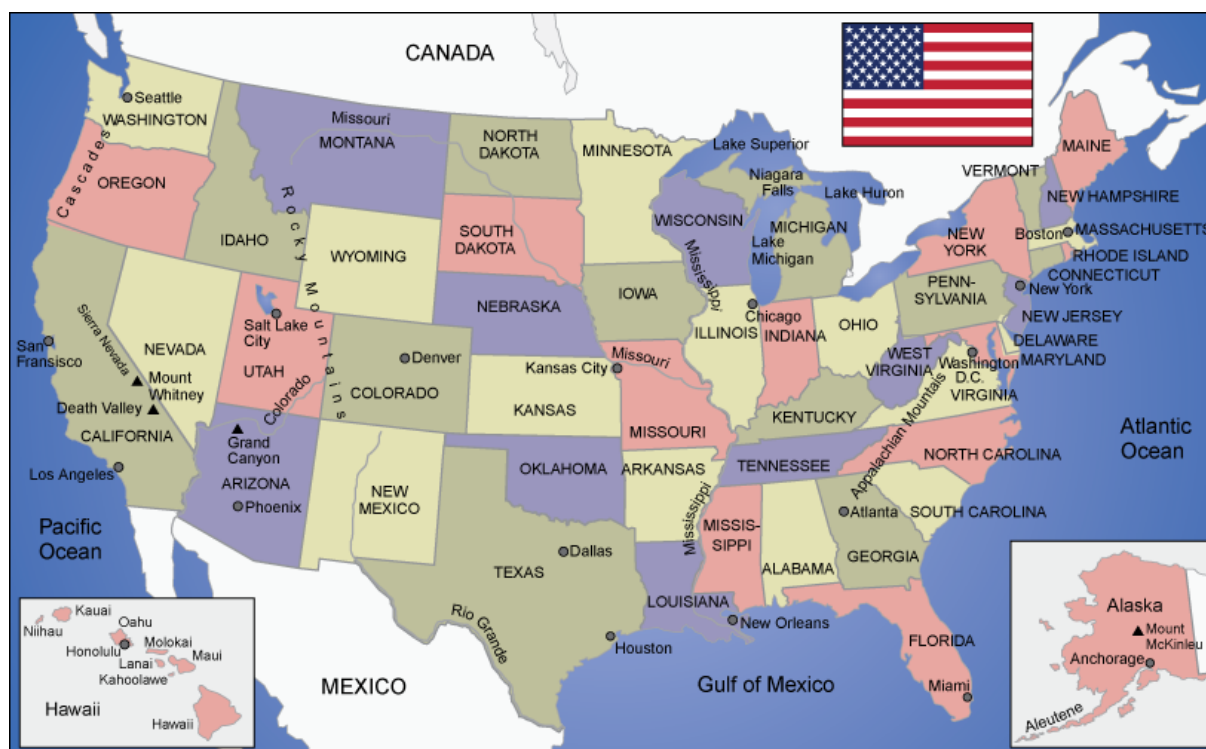 CANADA
Seattle
WASHINGTON
Cascades
OREGON
IDAHO
Missouri
MONTANA
Rocky Mountains
WYOMING
NORTH
DAKOTA
SOUTH
DAKOTA
MINNESOTA
Lake Superior
Niagara
Falls
Lake Huron
WISCONSIN
MICHIGAN
Lake
Michigan
Mississippi
VERMONT
MAINE
NEW HAMPSHIRE
NEW
YORK
Boston
MASSACHUSETTS
RHODE ISLAND
CONNECTICUT
New York
PENN-
SYLVANIA
NEW JERSEY
DELAWARE
MARYLAND
Washington
D.C.
WEST
VIRGINIA
VIRGINIA
OHIO
INDIANA
Chicago
ILLINOIS
IOWA
NEBRASKA
Salt Lake
City
UTAH
NEVADA
Sierra Nevada
San
Fransisco
Mount
Whitney
Death Valley
CALIFORNIA
Los Angeles
Colorado
Denver
COLORADO
Grand
Canyon
ARIZONA
Phoenix
NEW
MEXICO
KANSAS
Kansas City
Missouri
MISSOURI
KENTUCKY
Appalachian Mountais
TENNESSEE
NORTH CAROLINA
SOUTH CAROLINA
OKLAHOMA
ARKANSAS
Mississippi
MISSIS-
SIPPI
ALABAMA
Atlanta
GEORGIA
Dallas
TEXAS
Rio Grande
Houston
LOUISIANA
New Orleans
FLORIDA
Miami
Gulf of Mexico
MEXICO
Pacific
Ocean
Atlantic
Ocean
Kauai
Niihau
Oahu
Honolulu
Molokai
Lanai
Maui
Kahoolawe
Hawaii
Hawaii
Alaska
Mount
McKinleu
Anchorage
Aleutene